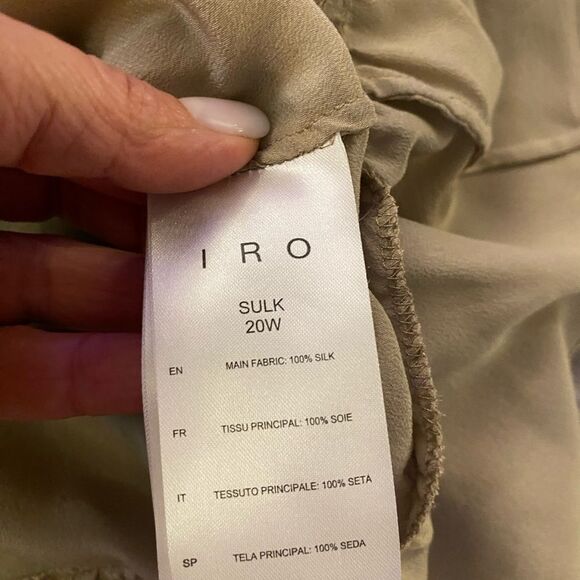 IRO
SULK
20W
EN MAIN FABRIC: 100% SILK
FR TISSU PRINCIPAL: 100% SOIE
IT TESSUTO PRINCIPALE: 100% SETA
SP TELA PRINCIPAL: 100% SEDA